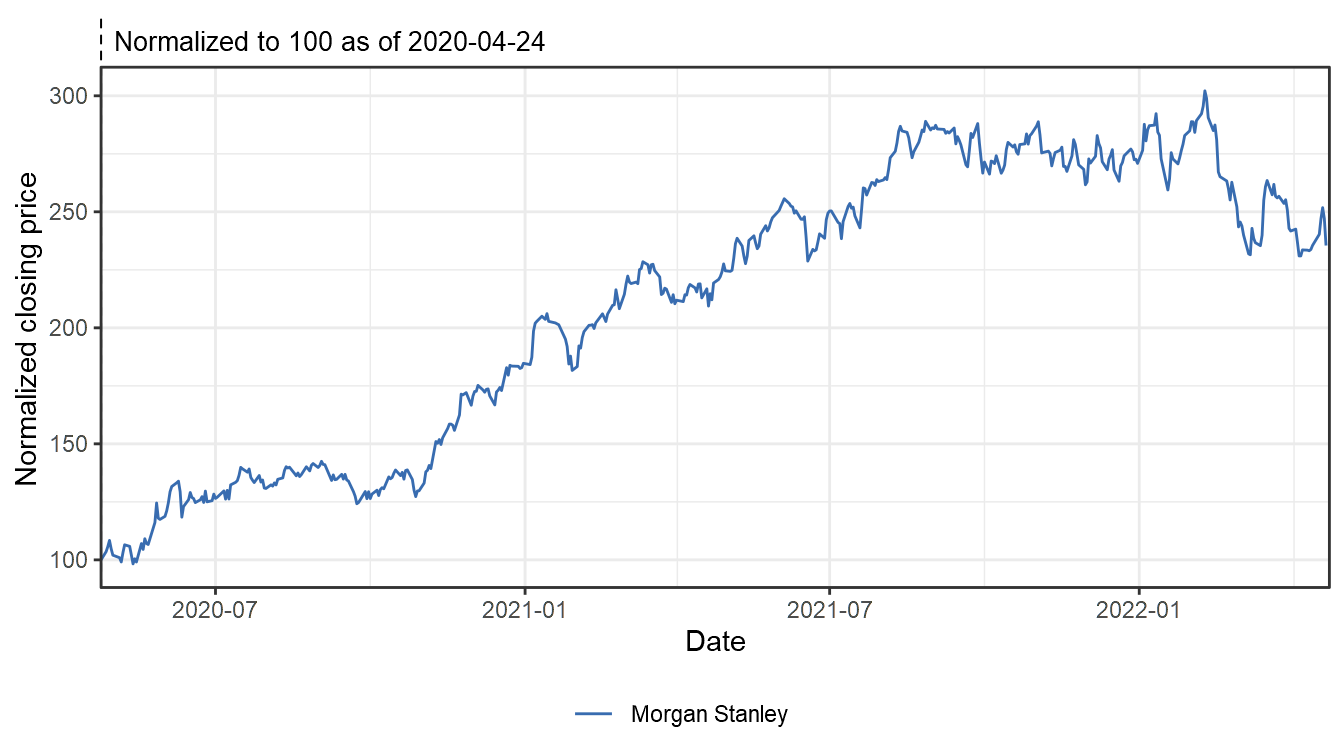 Normalized to 100 as of 2020-04-24
Normalized closing price
300
250
200
150
100
2020-07
2021-01
2021-07
2022-01
Date
Morgan Stanley